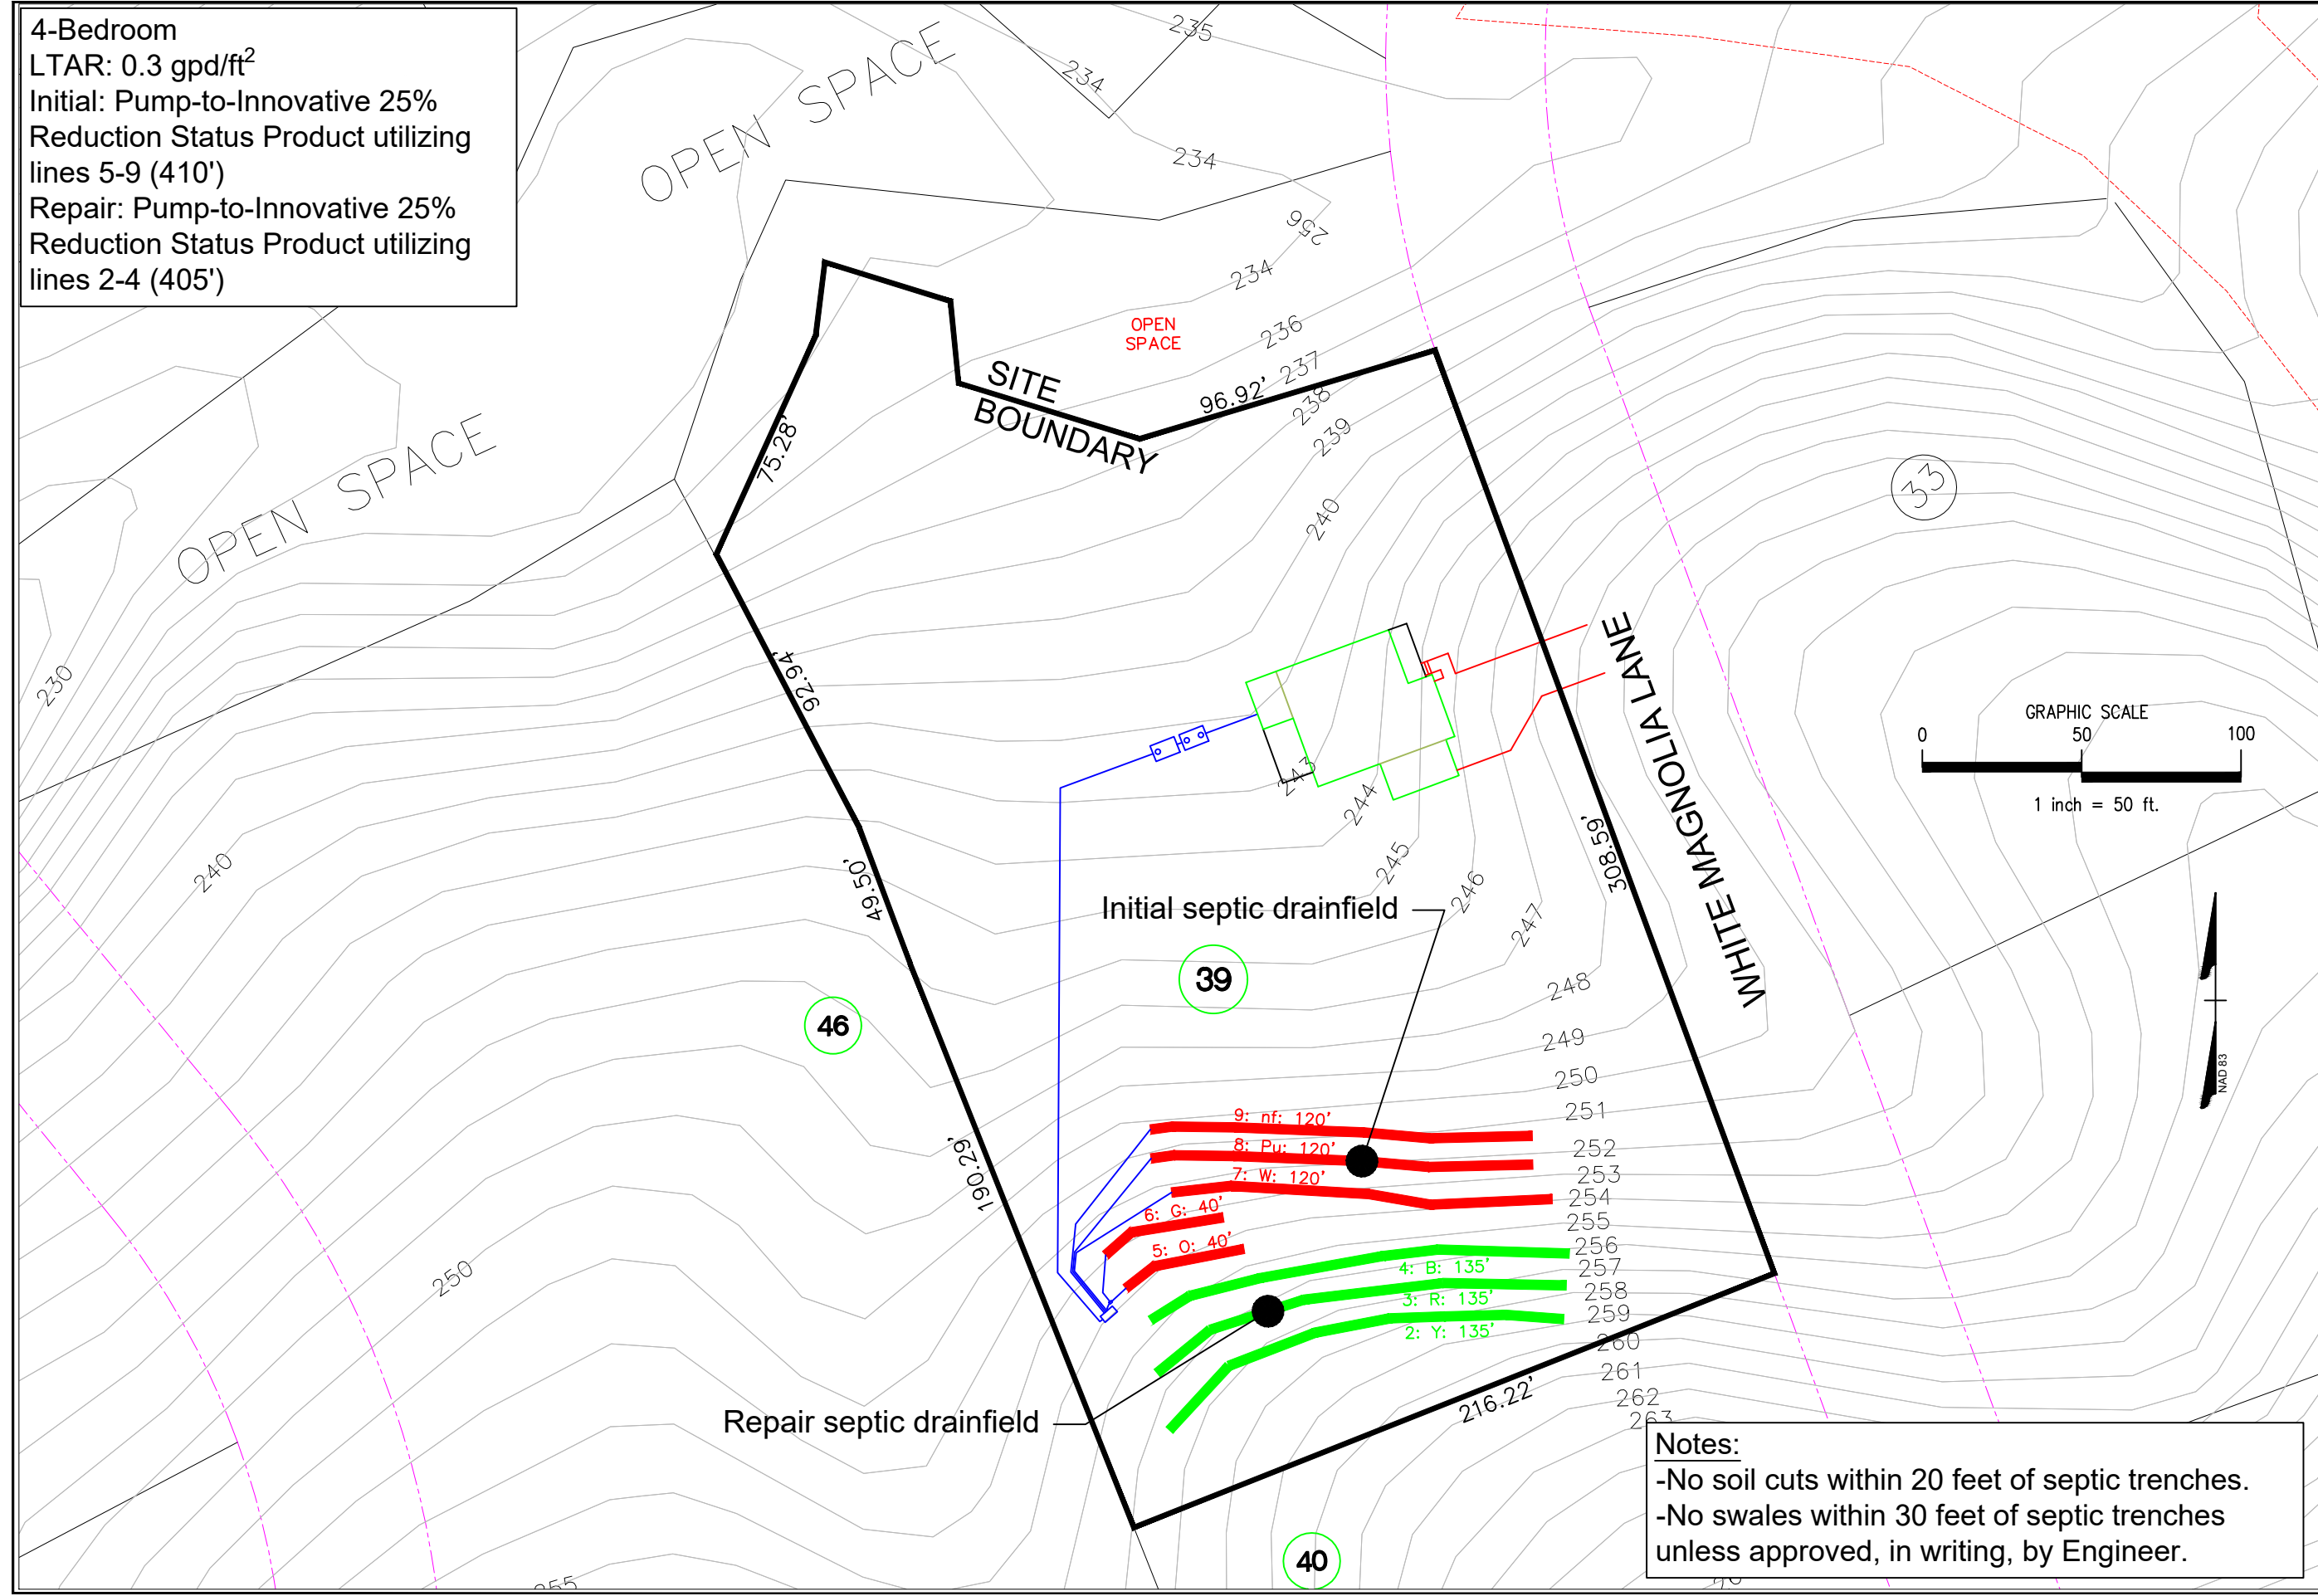 4-Bedroom
LTAR: 0.3 gpd/ft²
Initial: Pump-to-Innovative 25%
Reduction Status Product utilizing
lines 5-9 (410')
Repair: Pump-to-Innovative 25%
Reduction Status Product utilizing
lines 2-4 (405')
OPEN SPACE
235
234
234
256
234
236
237
238
239
240
OPEN
SPACE
SITE
BOUNDARY
96.92'
75.28'
OPEN SPACE
33
230
92.94'
WHITE MAGNOLIA LANE
GRAPHIC SCALE
0 50 100
1 inch = 50 ft.
243
244
245
246
247
240
49.50'
308.59'
Initial septic drainfield
39
46
248
249
250
251
252
253
254
255
256
257
258
259
260
261
262
263
NAD 83
9: nf: 120'
8: Pu: 120'
7: W: 120'
6: G: 40'
5: O: 40'
4: B: 135'
3: R: 135'
2: Y: 135'
190.29'
250
216.22'
Repair septic drainfield
Notes:
-No soil cuts within 20 feet of septic trenches.
-No swales within 30 feet of septic trenches
unless approved, in writing, by Engineer.
40
255